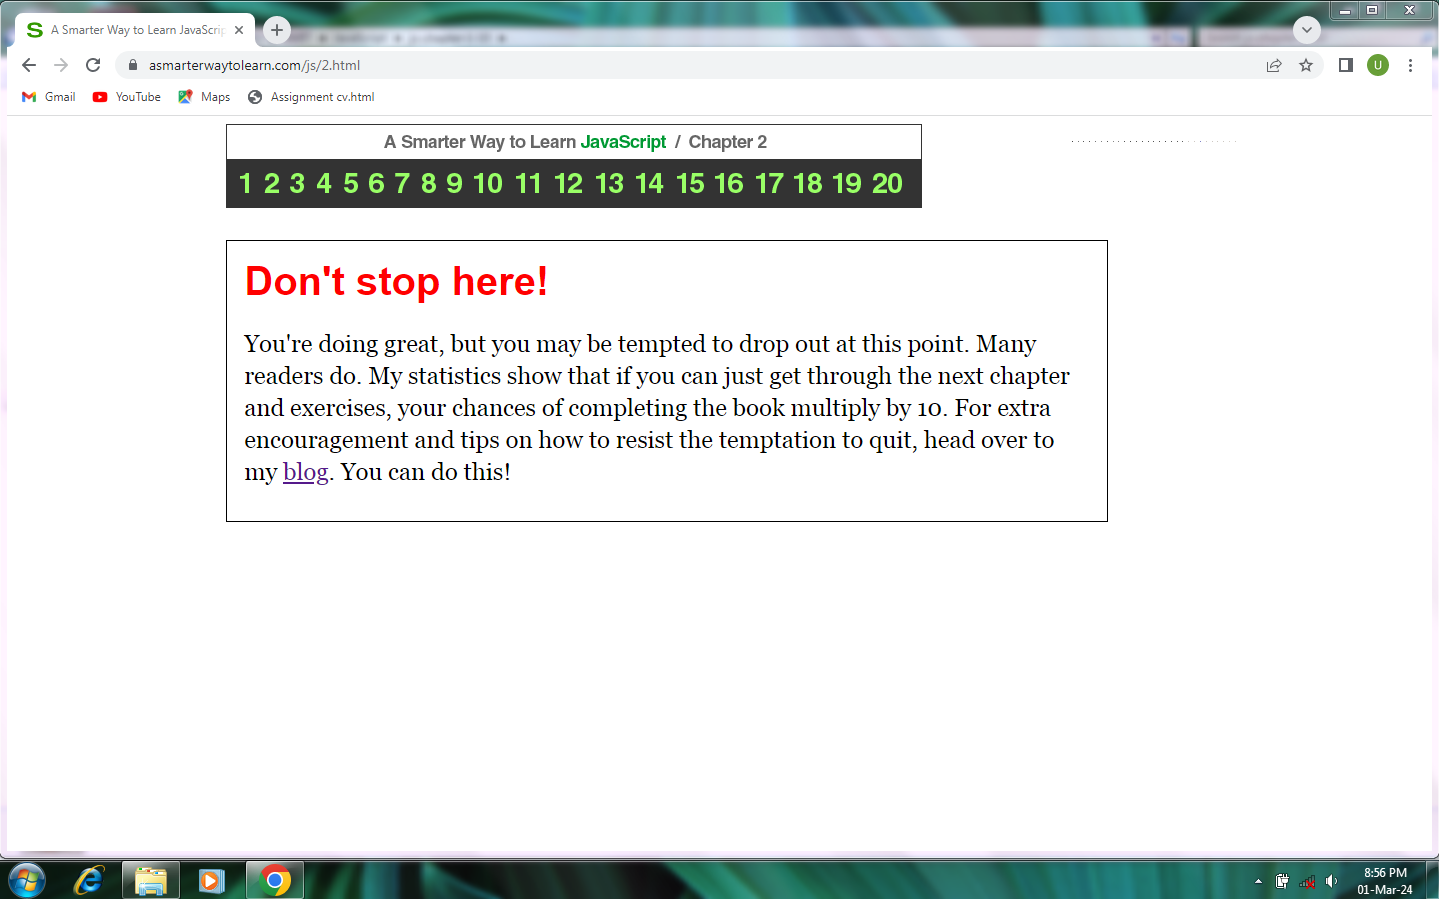 A Smarter Way to Learn JavaScrip
asmarterwaytolearn.com/js/2.html
U
Gmail YouTube Maps Assignment cv.html
A Smarter Way to Learn JavaScript / Chapter 2
1 2 3 4 5 6 7 8 9 10 11 12 13 14 15 16 17 18 19 20
Don't stop here!
You're doing great, but you may be tempted to drop out at this point. Many
readers do. My statistics show that if you can just get through the next chapter
and exercises, your chances of completing the book multiply by 10. For extra
encouragement and tips on how to resist the temptation to quit, head over to
my blog. You can do this!
8:56 PM
01-Mar-24